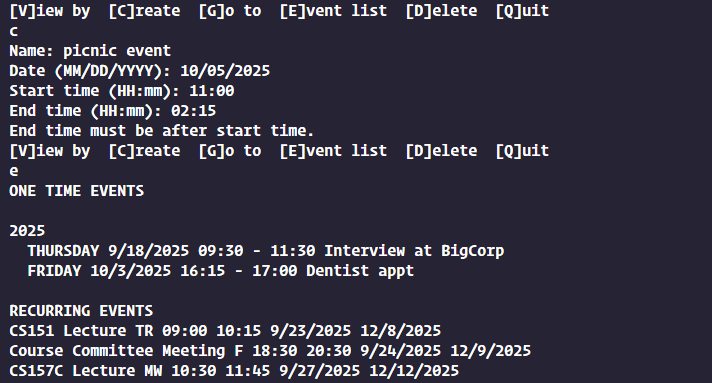 [V]iew by  [C]reate  [G]o to  [E]vent list  [D]elete  [Q]uit
c
Name: picnic event
Date (MM/DD/YYYY): 10/05/2025
Start time (HH:mm): 11:00
End time (HH:mm): 02:15
End time must be after start time.
[V]iew by  [C]reate  [G]o to  [E]vent list  [D]elete  [Q]uit
e
ONE TIME EVENTS

2025
  THURSDAY 9/18/2025 09:30 - 11:30 Interview at BigCorp
  FRIDAY 10/3/2025 16:15 - 17:00 Dentist appt

RECURRING EVENTS
CS151 Lecture TR 09:00 10:15 9/23/2025 12/8/2025
Course Committee Meeting F 18:30 20:30 9/24/2025 12/9/2025
CS157C Lecture MW 10:30 11:45 9/27/2025 12/12/2025